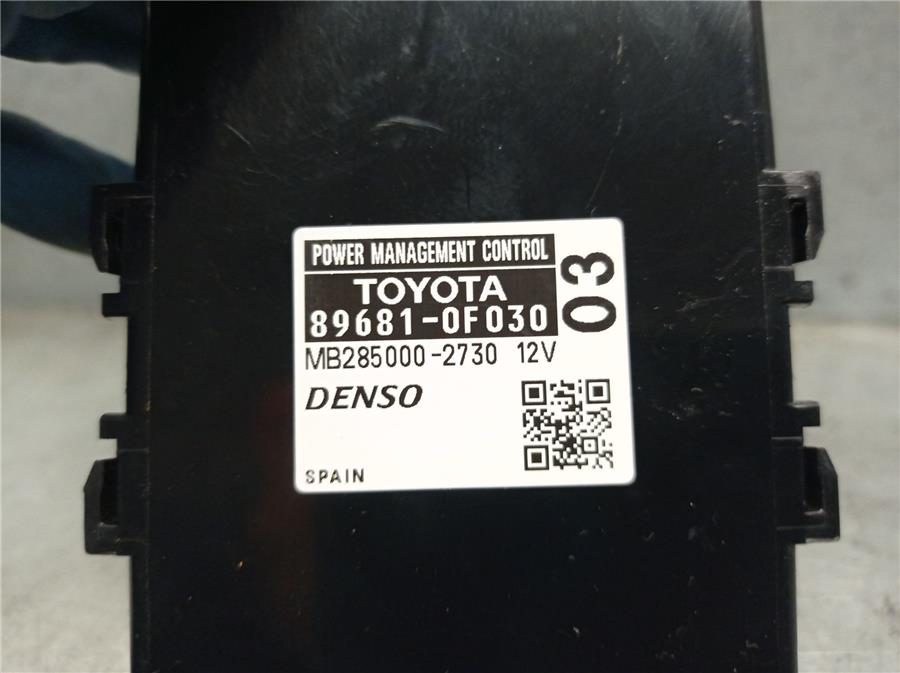 POWER MANAGEMENT CONTROL
TOYOTA
89681-0F030
03
MB285000-2730 12V
DENSO
SPAIN